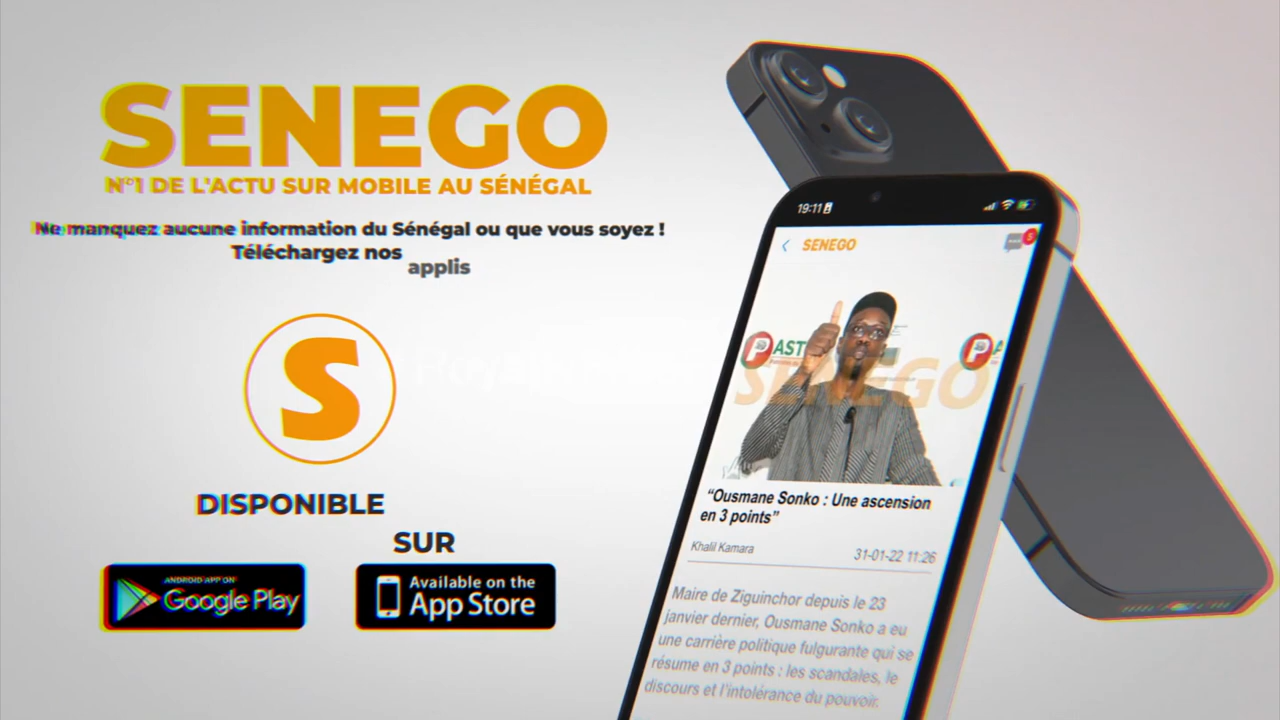 SENEGO
N°1 DE L'ACTU SUR MOBILE AU SÉNÉGAL
Ne manquez aucune information du Sénégal ou que vous soyez !
Téléchargez nos applis
S
DISPONIBLE
SUR
ANDROID APP ON
Google Play
Available on the
App Store
19:11
SENEGO
5
PAST
P
SENEGO
“Ousmane Sonko : Une ascension
en 3 points”
Khalil Kamara
31-01-22 11:26
Maire de Ziguinchor depuis le 23
janvier dernier, Ousmane Sonko a eu
une carrière politique fulgurante qui se
résume en 3 points : les scandales, le
discours et l'intolérance du pouvoir.